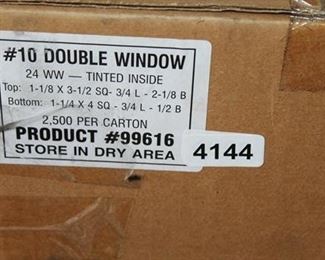 #10 DOUBLE WINDOW
24 WW — TINTED INSIDE
Top: 1-1/8 X 3-1/2 SQ- 3/4 L - 2-1/8 B
Bottom: 1-1/4 X 4 SQ - 3/4 L - 1/2 B
2,500 PER CARTON
PRODUCT #99616
STORE IN DRY AREA
4144